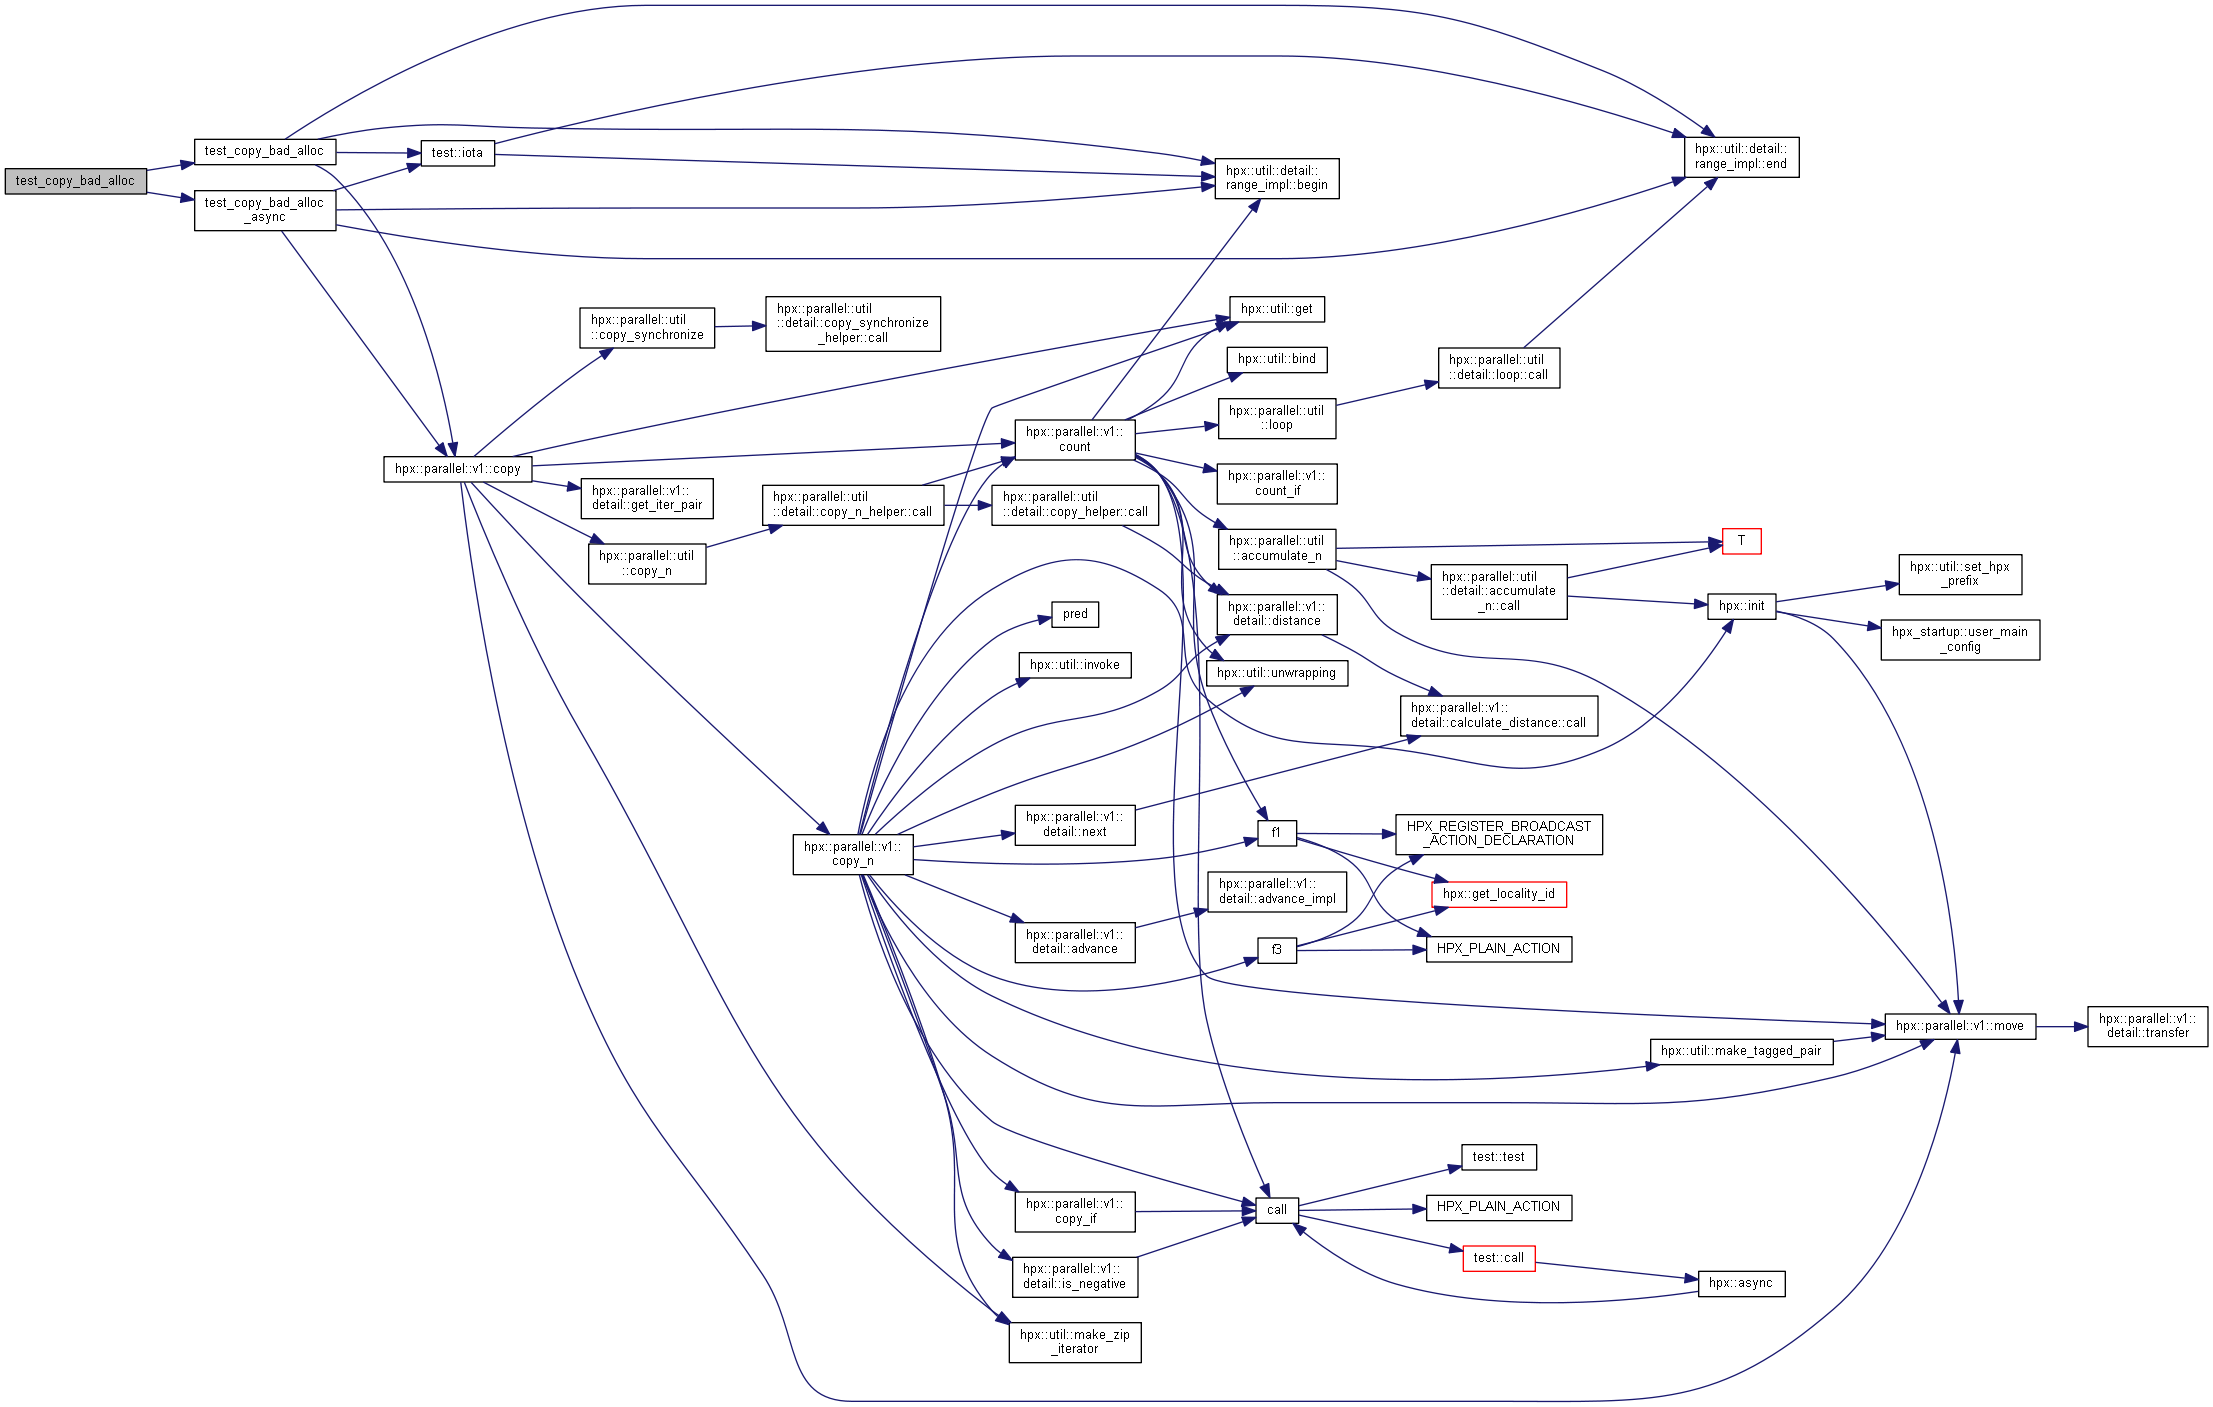 test_copy_bad_alloc
test_copy_bad_alloc
test_copy_bad_alloc
_async
test::iota
hpx::util::detail::
range_impl::begin
hpx::util::detail::
range_impl::end
hpx::parallel::v1::copy
hpx::parallel::util
::copy_synchronize
hpx::parallel::util
::detail::copy_synchronize
_helper::call
hpx::parallel::v1::
detail::get_iter_pair
hpx::parallel::util
::copy_n
hpx::parallel::util
::detail::copy_n_helper::call
hpx::parallel::util
::detail::copy_helper::call
hpx::parallel::v1::
count
hpx::util::get
hpx::util::bind
hpx::parallel::util
::loop
hpx::parallel::util
::detail::loop::call
hpx::parallel::v1::
count_if
hpx::parallel::util
::accumulate_n
hpx::parallel::util
::detail::accumulate
_n::call
T
hpx::init
hpx::util::set_hpx
_prefix
hpx_startup::user_main
_config
hpx::parallel::v1::
detail::distance
hpx::util::unwrapping
hpx::parallel::v1::
detail::calculate_distance::call
pred
hpx::util::invoke
hpx::parallel::v1::
copy_n
hpx::parallel::v1::
detail::next
f1
HPX_REGISTER_BROADCAST
_ACTION_DECLARATION
hpx::get_locality_id
HPX_PLAIN_ACTION
hpx::parallel::v1::
detail::advance
hpx::parallel::v1::
detail::advance_impl
f3
hpx::util::make_tagged_pair
hpx::parallel::v1::move
hpx::parallel::v1::
detail::transfer
hpx::parallel::v1::
copy_if
hpx::parallel::v1::
detail::is_negative
hpx::util::make_zip
_iterator
call
test::test
HPX_PLAIN_ACTION
test::call
hpx::async